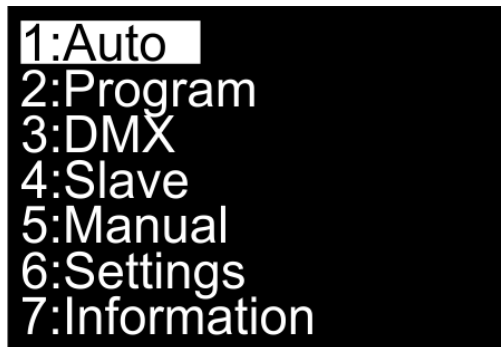 1:Auto
2:Program
3:DMX
4:Slave
5:Manual
6:Settings
7:Information